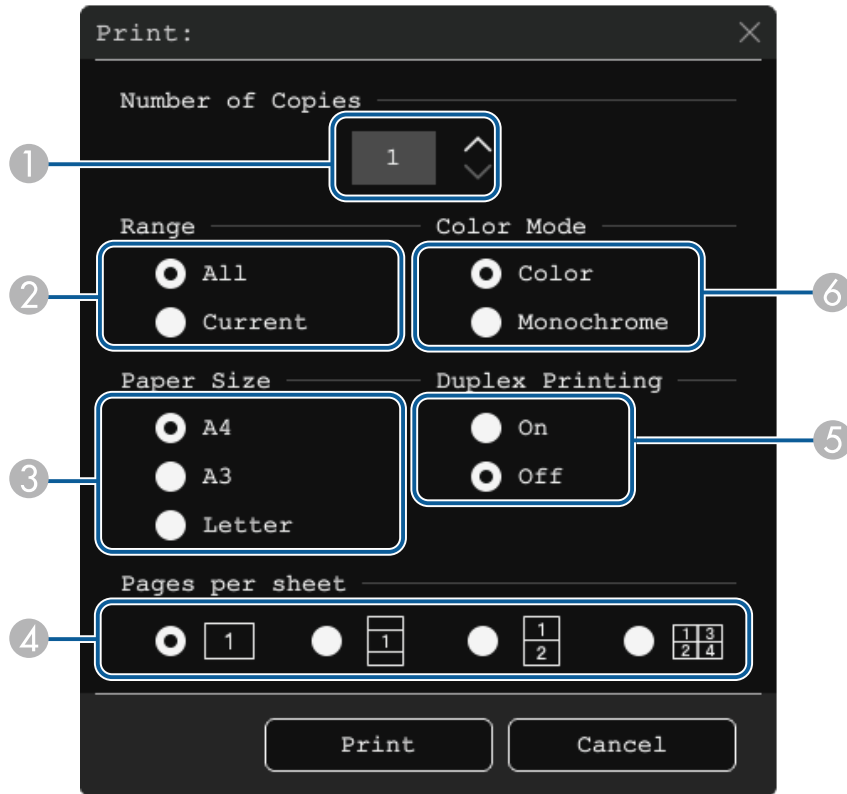 Print:
Number of Copies
1
1
Range Color Mode
All Color
2 6
Current Monochrome
Paper Size Duplex Printing
A4 On
5
3 A3 Off
Letter
Pages per sheet
4 1 1 1 2 1 3 2 4
Print Cancel